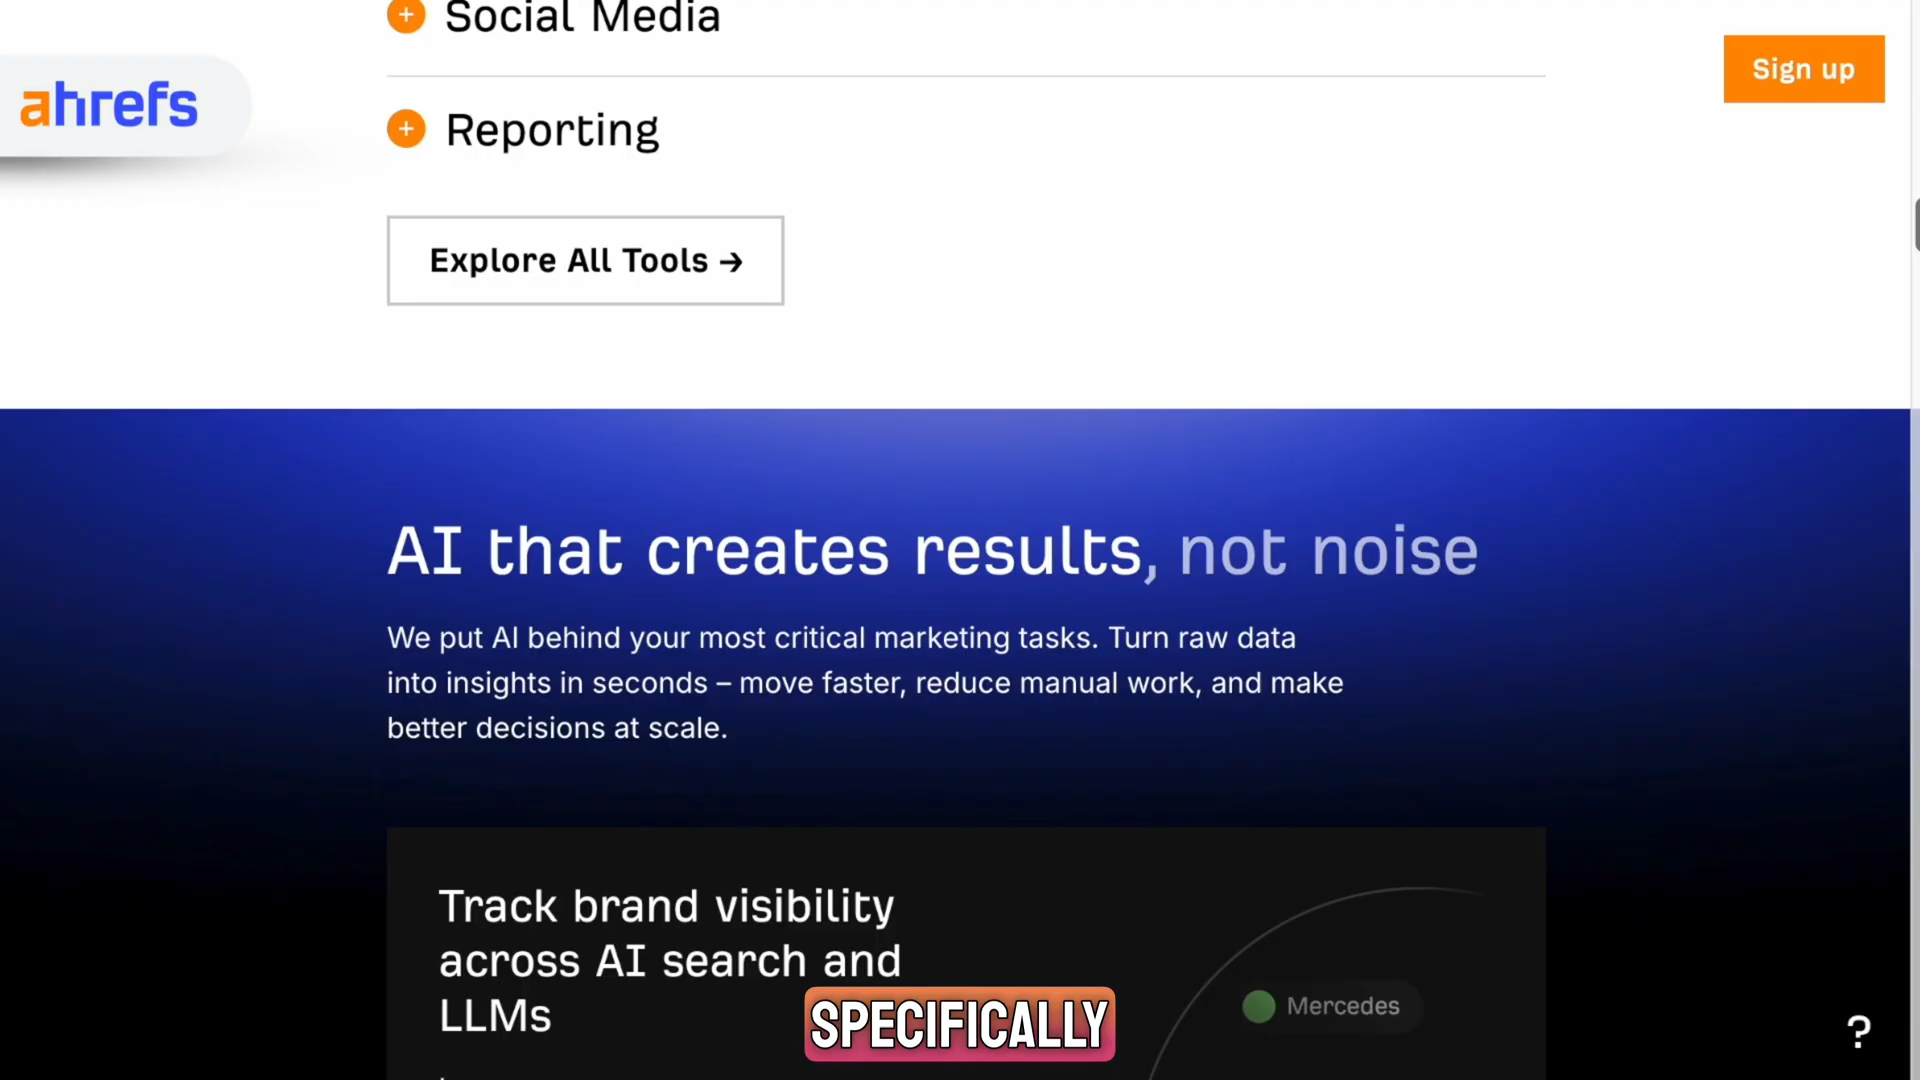 Social Media
ahrefs
Sign up
Reporting
Explore All Tools →
AI that creates results, not noise
We put AI behind your most critical marketing tasks. Turn raw data
into insights in seconds – move faster, reduce manual work, and make
better decisions at scale.
Track brand visibility
across AI search and
LLMs
Mercedes
SPECIFICALLY
?